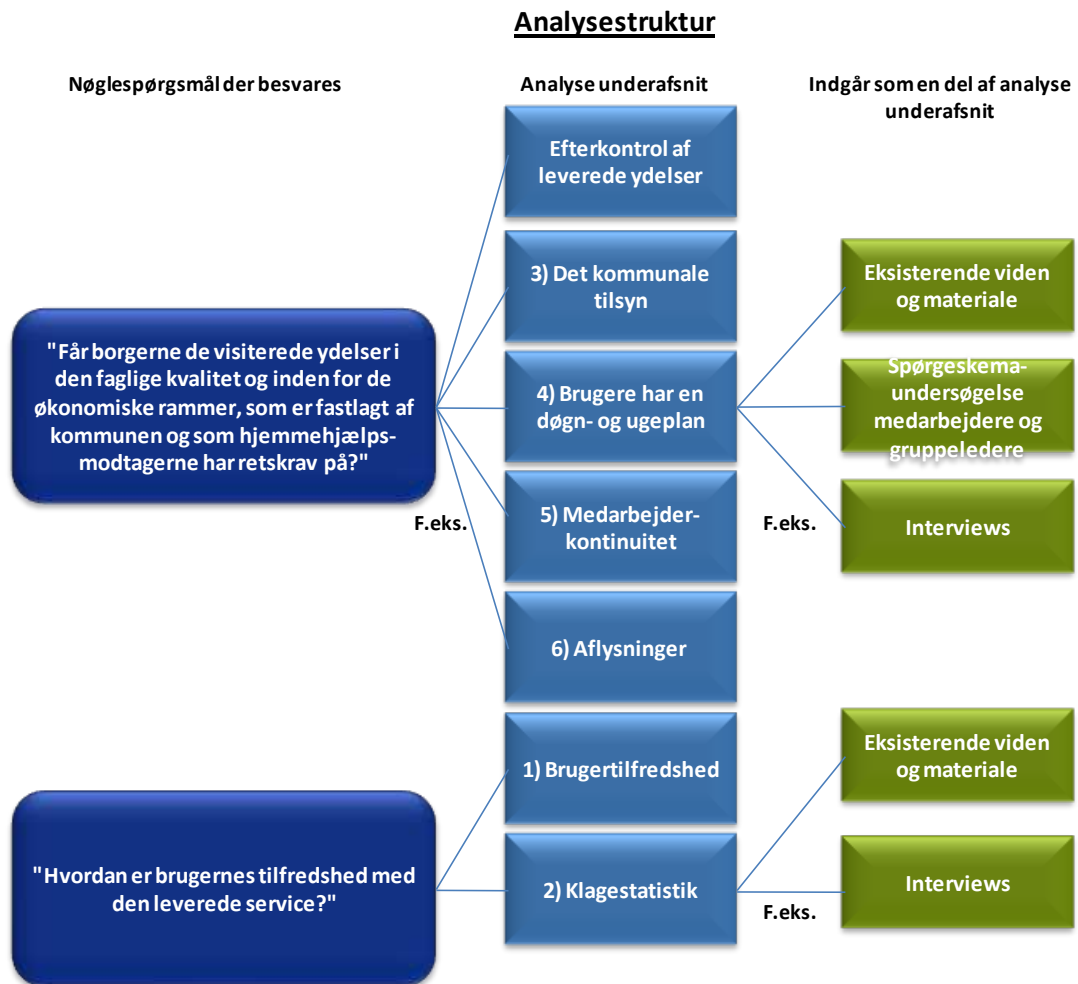 Analysestruktur
Nøglespørgsmål der besvares
Analyse underafsnit
Indgår som en del af analyse
underafsnit
"Får borgerne de visiterede ydelser i
den faglige kvalitet og inden for de
økonomiske rammer, som er fastlagt af
kommunen og som hjemmehjælps-
modtagerne har retskrav på?"
F.eks.
Efterkontrol af
leverede ydelser
3) Det kommunale
tilsyn
4) Brugere har en
døgn- og ugeplan
5) Medarbejder-
kontinuitet
6) Aflysninger
Eksisterende viden
og materiale
Spørgeskema-
undersøgelse
medarbejdere og
gruppeledere
F.eks.
Interviews
"Hvordan er brugernes tilfredshed med
den leverede service?"
1) Brugertilfredshed
2) Klagestatistik
Eksisterende viden
og materiale
F.eks.
Interviews